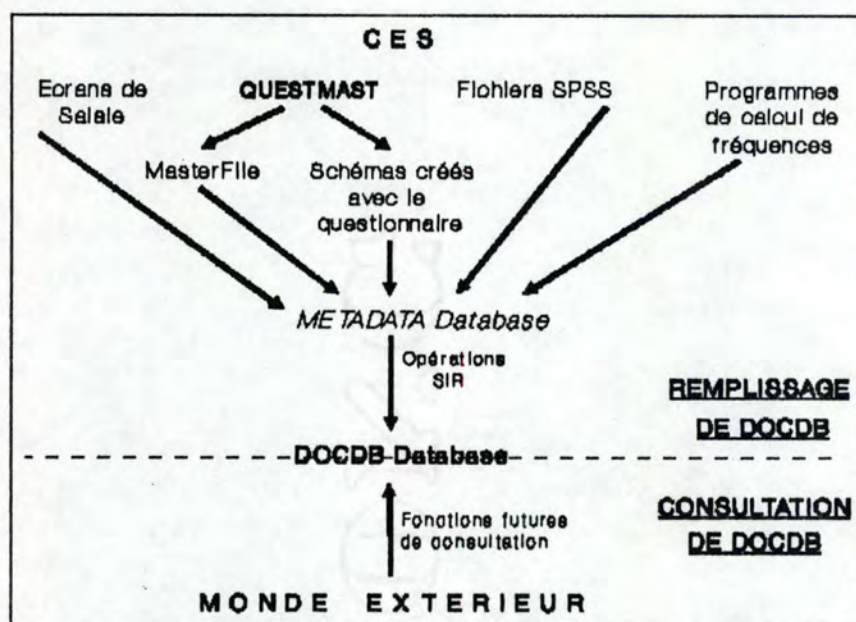 CES
Ecrans de
Saisie
QUESTMAST
Fichiers SPSS
Programmes
de calcul de
fréquences
MasterFile
Schémas créés
avec le
questionnaire
METADATA Database
Opérations
SIR
REMPLISSAGE
DE DOCDB
DOCDB Database
CONSULTATION
DE DOCDB
Fonctions futures
de consultation
MONDE EXTERIEUR